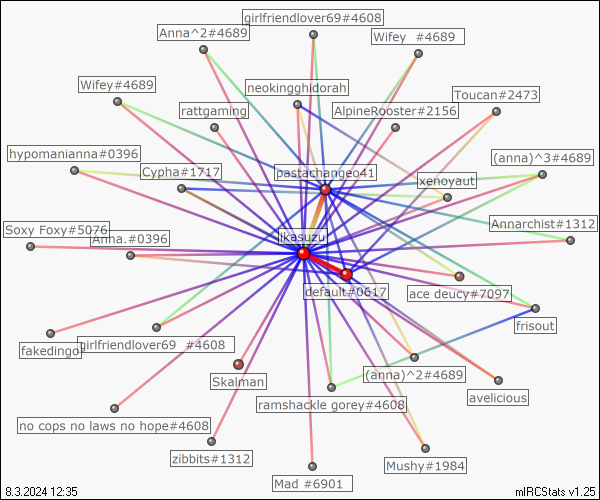 girlfriendlover69#4608
Anna^2#4689
Wifey  #4689
Wifey#4689
neokingghidorah
Toucan#2473
rattgaming
AlpineRooster#2156
hypomanianna#0396
(anna)^3#4689
Cypha#1717
pastachangeo41
xenoyaut
Annarchist#1312
Soxy Foxy#5076
Anna.#0396
likasuzu
default#0617
ace deucy#7097
frisout
fakedingo
girlfriendlover69  #4608
Skalman
(anna)^2#4689
avelicious
ramshackle gorey#4608
no cops no laws no hope#4608
zibbits#1312
Mushy#1984
Mad #6901
8.3.2024 12:35
mIRCStats v1.25